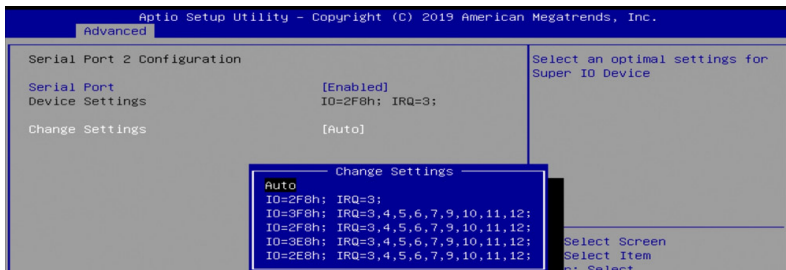 Aptio Setup Utility – Copyright (C) 2019 American Megatrends, Inc.
Advanced
Serial Port 2 Configuration
Serial Port [Enabled]
Device Settings IO=2F8h; IRQ=3;
Change Settings [Auto]
Select an optimal settings for
Super IO Device
Change Settings
Auto
IO=2F8h; IRQ=3;
IO=3F8h; IRQ=3,4,5,6,7,9,10,11,12;
IO=2F8h; IRQ=3,4,5,6,7,9,10,11,12;
IO=3E8h; IRQ=3,4,5,6,7,9,10,11,12;
IO=2E8h; IRQ=3,4,5,6,7,9,10,11,12;
Select Screen
Select Item
Select